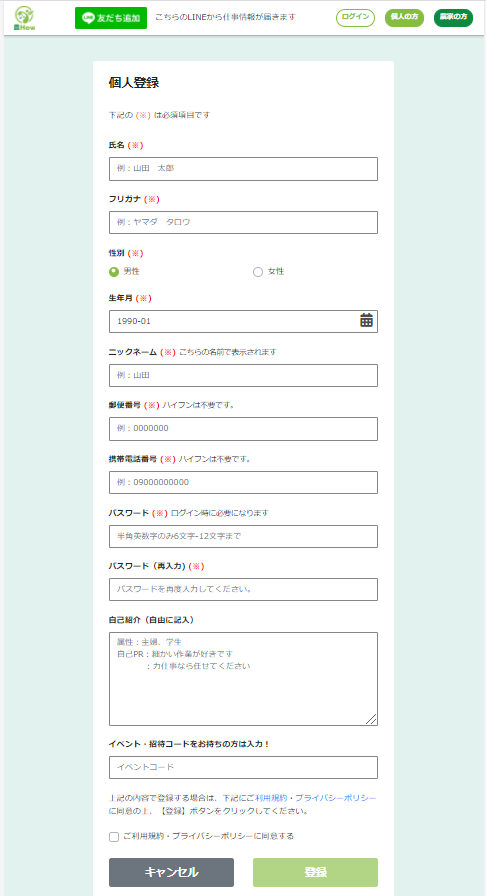 農How
LINE
友だち追加
こちらのLINEから仕事情報が届きます
ログイン
個人の方
農家の方
個人登録
下記の (※) は必須項目です
氏名 (※)
例：山田　太郎
フリガナ (※)
例：ヤマダ　タロウ
性別 (※)
男性
女性
生年月 (※)
1990-01
ニックネーム (※) こちらの名前で表示されます
例：山田
郵便番号 (※) ハイフンは不要です。
例：0000000
携帯電話番号 (※) ハイフンは不要です。
例：09000000000
パスワード (※) ログイン時に必要になります
半角英数字のみ6文字-12文字まで
パスワード（再入力) (※)
パスワードを再度入力してください。
自己紹介（自由に記入）
属性：主婦、学生
自己PR：細かい作業が好きです
：力仕事なら任せてください
イベント・招待コードをお持ちの方は入力！
イベントコード
上記の内容で登録する場合は、下記にご利用規約・プライバシーポリシー
に同意の上、【登録】ボタンをクリックしてください。
ご利用規約・プライバシーポリシーに同意する
キャンセル
登録